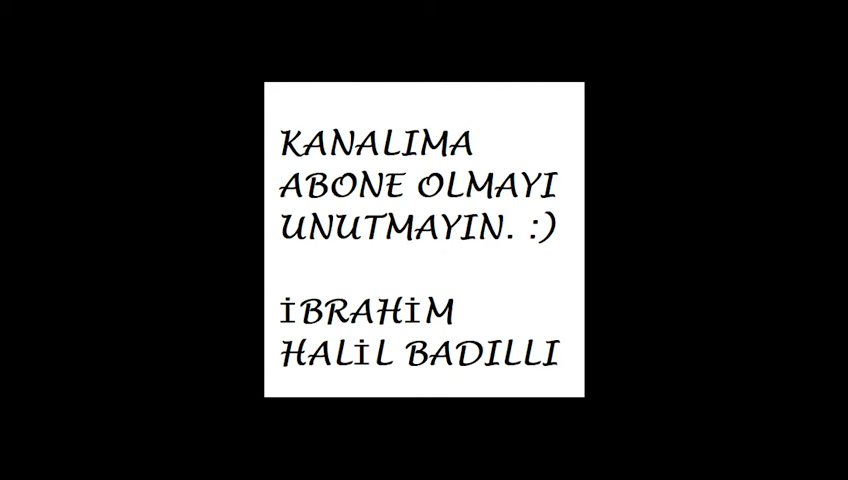 KANALIMA
ABONE OLMAYI
UNUTMAYIN. :)
İBRAHİM
HALİL BADILLI